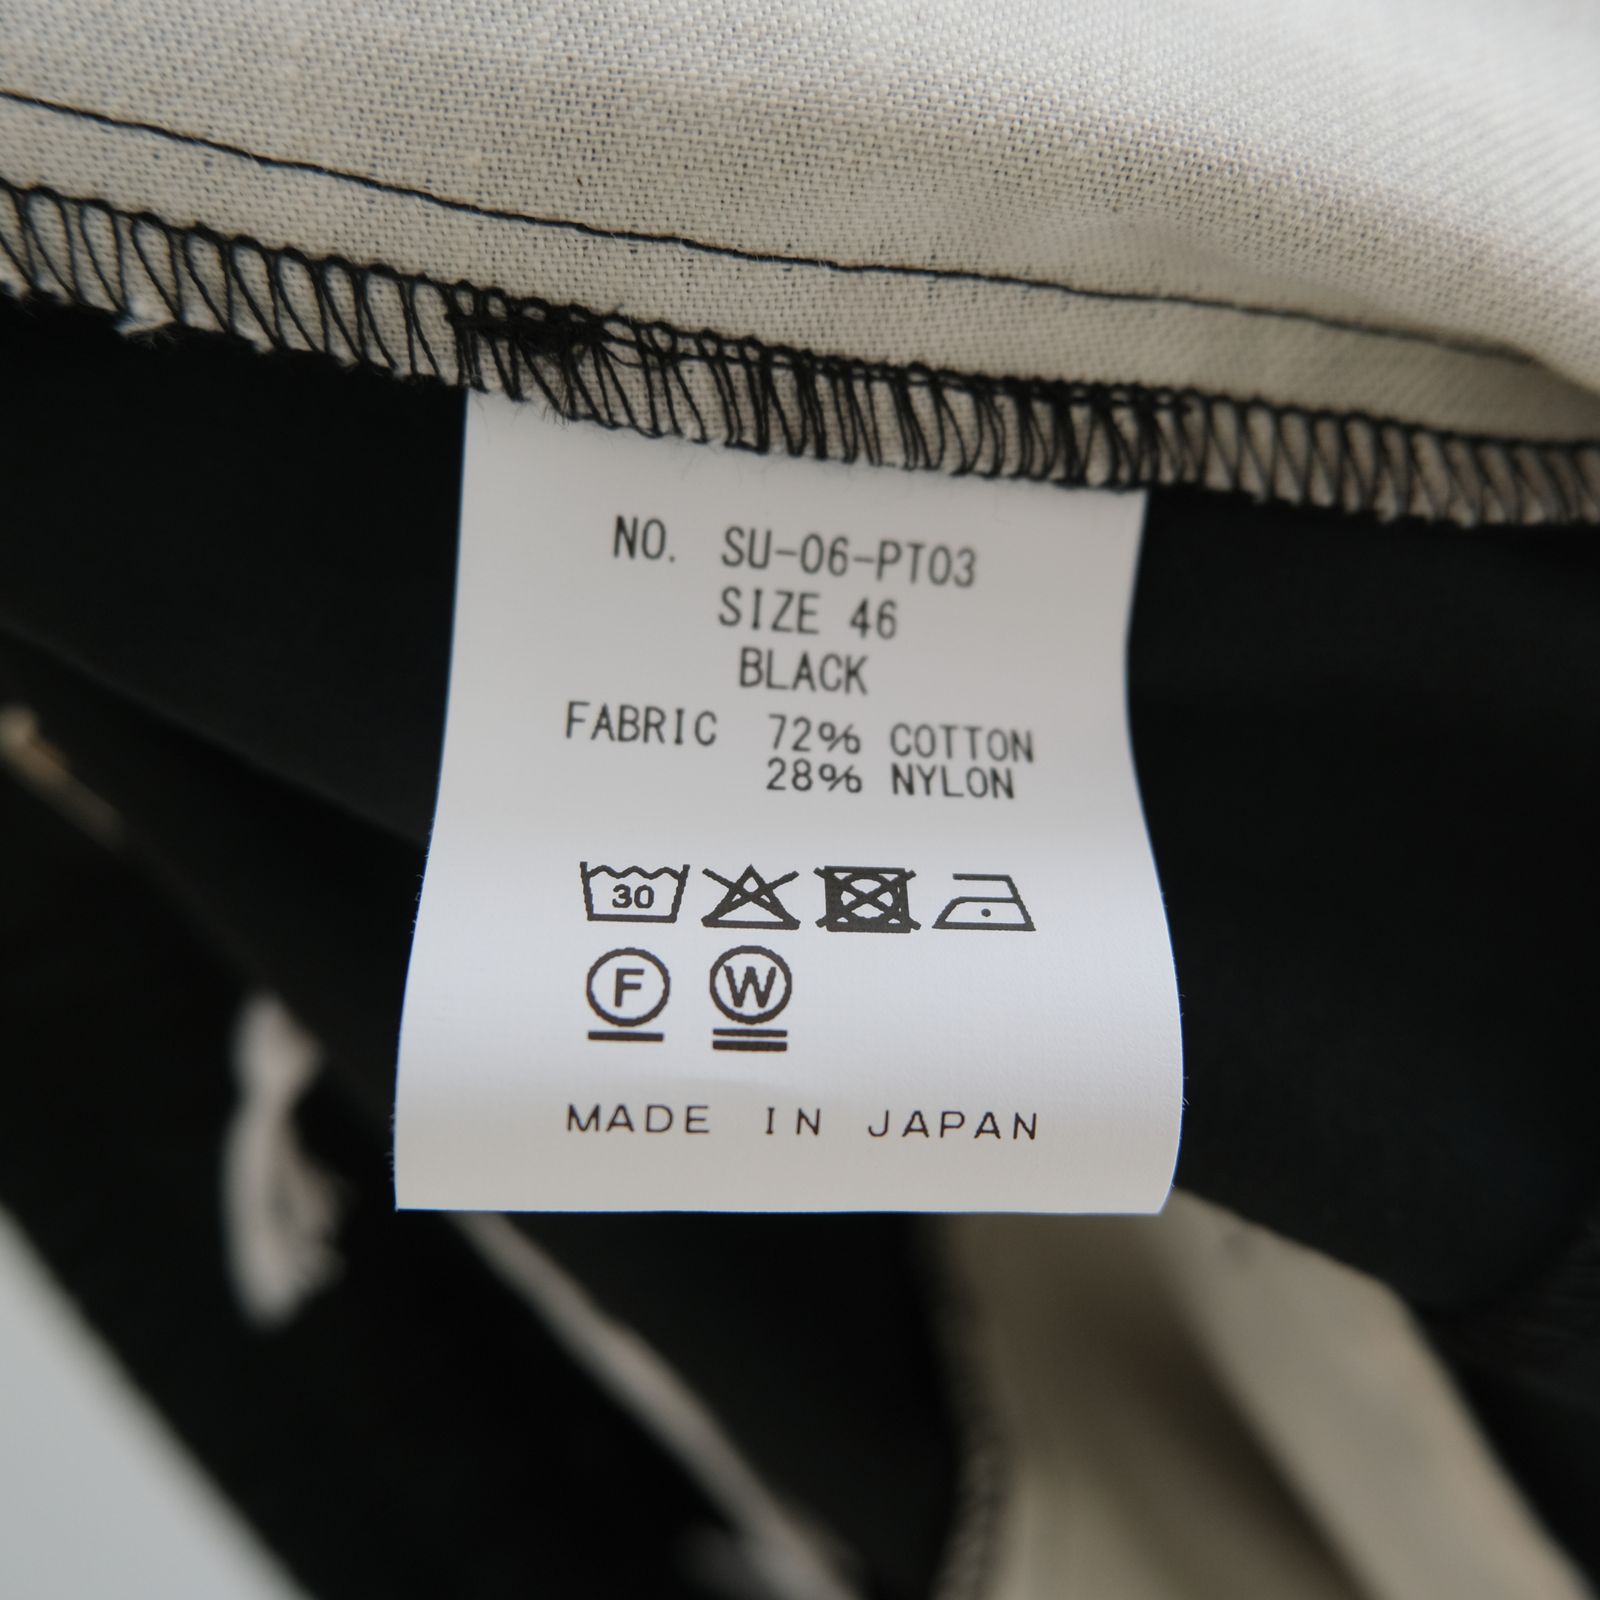 NO. SU-06-PT03
SIZE 46
BLACK
FABRIC 72% COTTON
28% NYLON
30
F W
MADE IN JAPAN